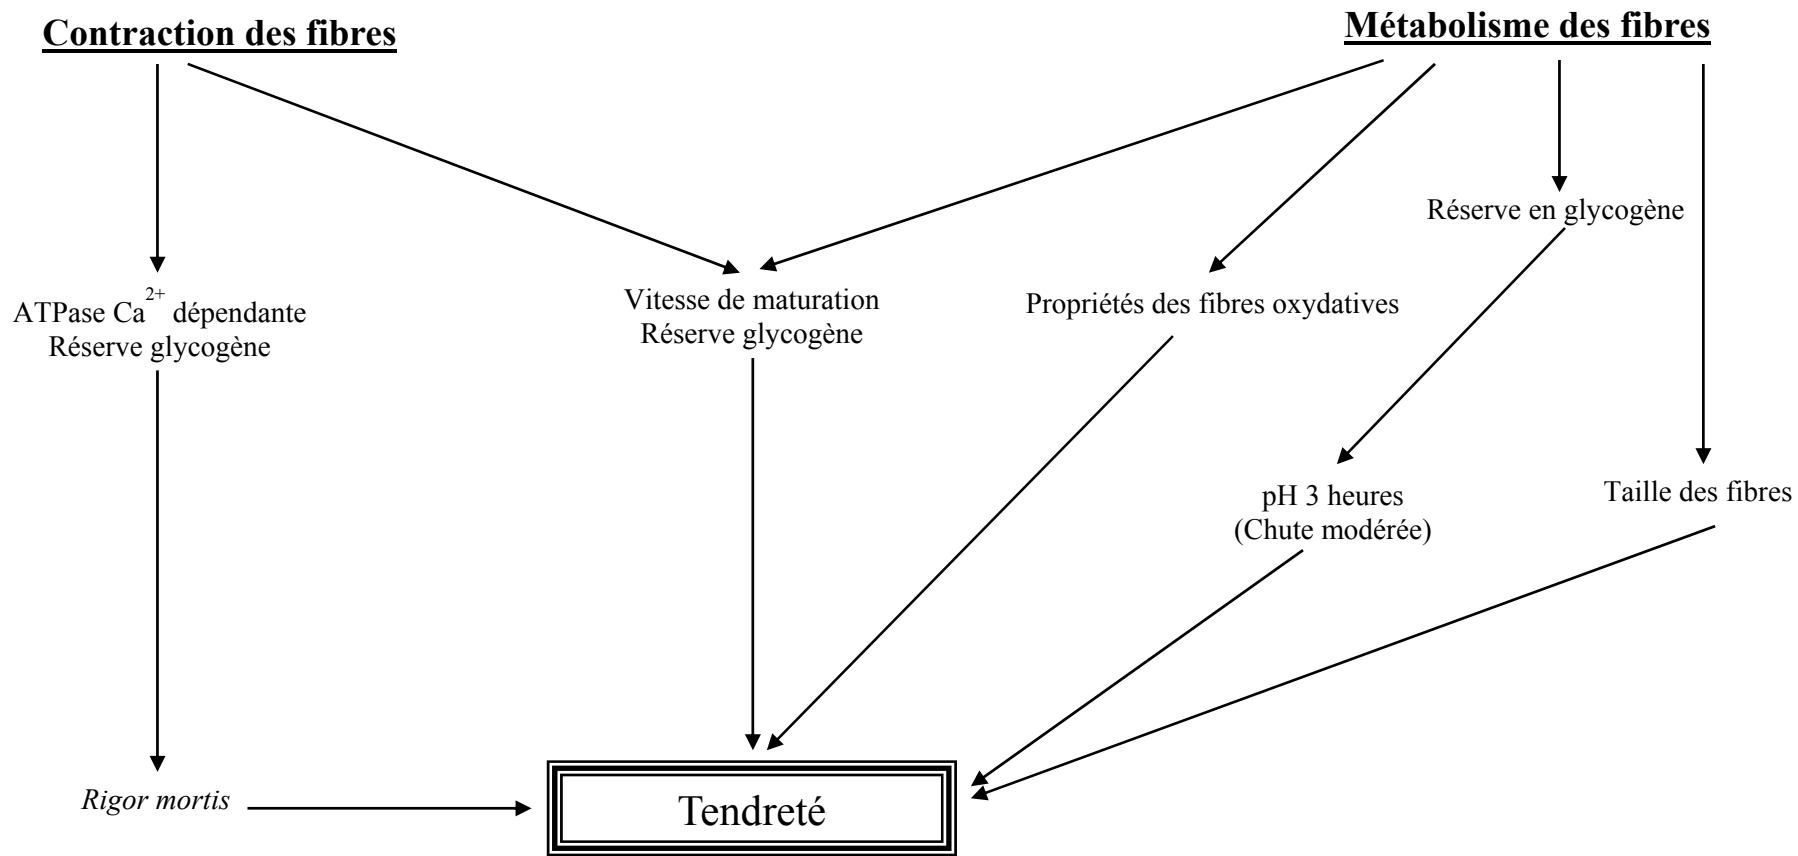 Contraction des fibres
Métabolisme des fibres
Réserve en glycogène
ATPase Ca²⁺ dépendante
Réserve glycogène
Vitesse de maturation
Réserve glycogène
Propriétés des fibres oxydatives
pH 3 heures
(Chute modérée)
Taille des fibres
Rigor mortis
Tendreté